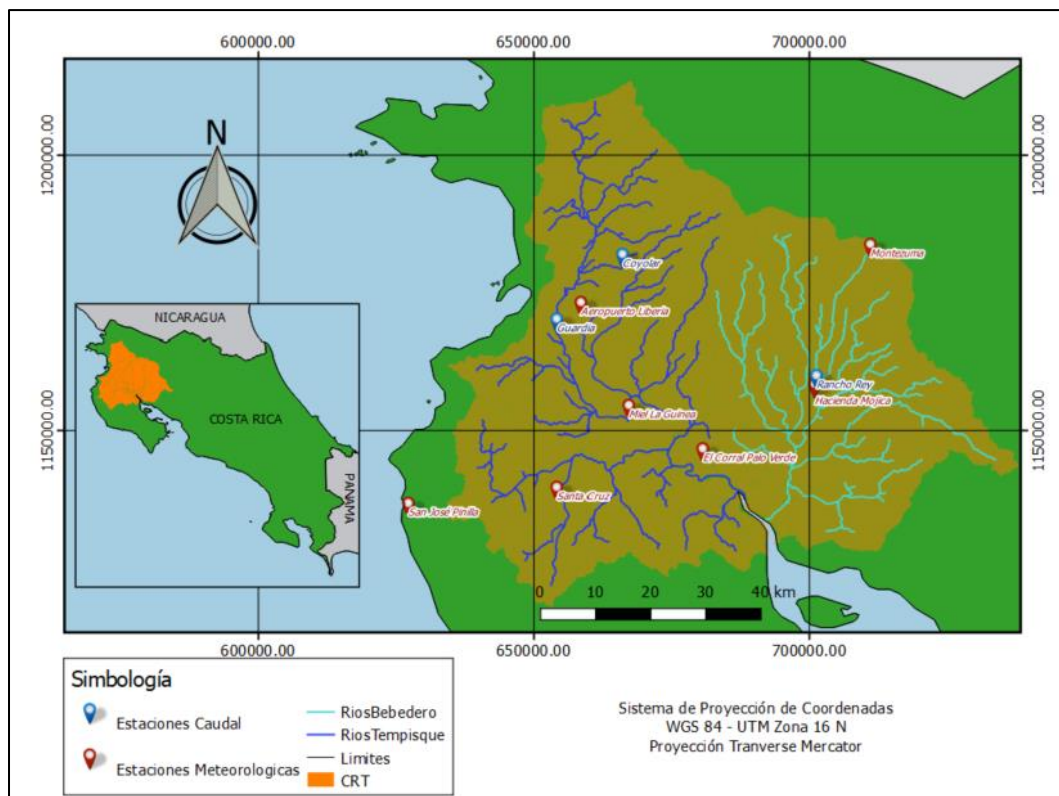 600000.00
650000.00
700000.00
1200000.00
1200000.00
N
Montezuma
Coyolar
Aeropuerto Liberia
Guardia
NICARAGUA
COSTA RICA
PANAMA
Rancho Rey
Hacienda Mojica
Miel La Guinea
1150000.00
1150000.00
El Corral Palo Verde
Santa Cruz
San José Pinilla
0 10 20 30 40 km
600000.00
650000.00
700000.00
Simbología
Estaciones Caudal
Estaciones Meteorologicas
RiosBebedero
RiosTempisque
Limites
CRT
Sistema de Proyección de Coordenadas
WGS 84 - UTM Zona 16 N
Proyección Tranverse Mercator